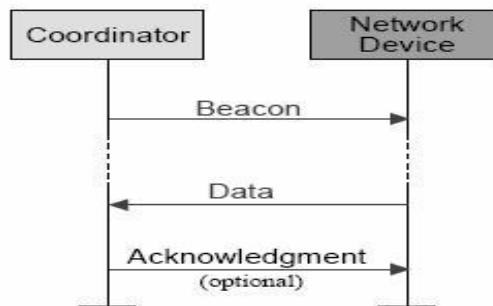 Coordinator
Network
Device
Beacon
Data
Acknowledgment
(optional)